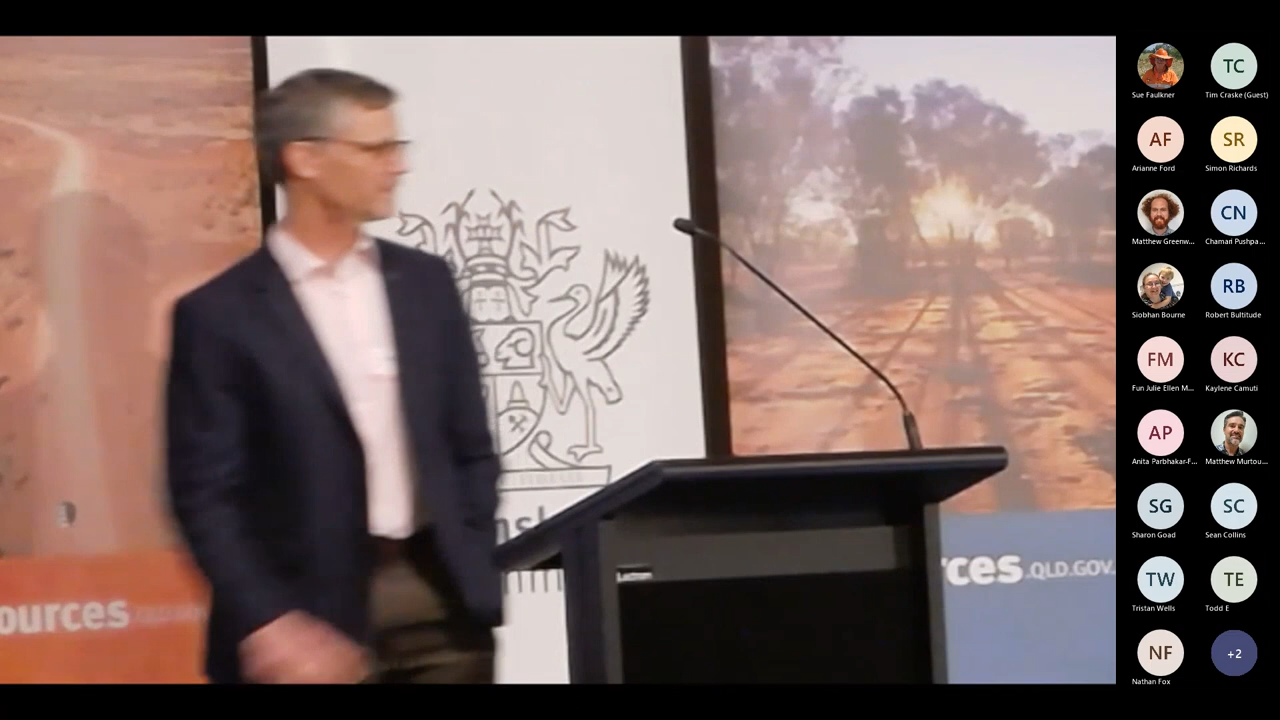 Sue Faulkner
TC
Tim Craske (Guest)
AF
Arianne Ford
SR
Simon Richards
Matthew Greenw...
CN
Chamari Pushpa...
Siobhan Bourne
RB
Robert Bultitude
FM
Fun Julie Ellen M...
KC
Kaylene Camuti
AP
Anita Parbhakar-F...
Matthew Murtou...
SG
Sharon Goad
SC
Sean Collins
TW
Tristan Wells
TE
Todd E
NF
Nathan Fox
+2
ources
rces.QLD.GOV.